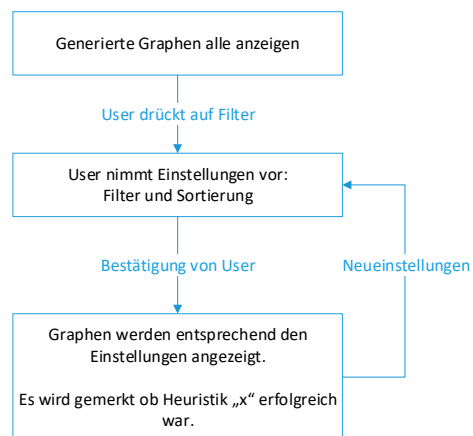 Generierte Graphen alle anzeigen
User drückt auf Filter
User nimmt Einstellungen vor:
Filter und Sortierung
Bestätigung von User
Neueinstellungen
Graphen werden entsprechend den
Einstellungen angezeigt.
Es wird gemerkt ob Heuristik „x“ erfolgreich
war.